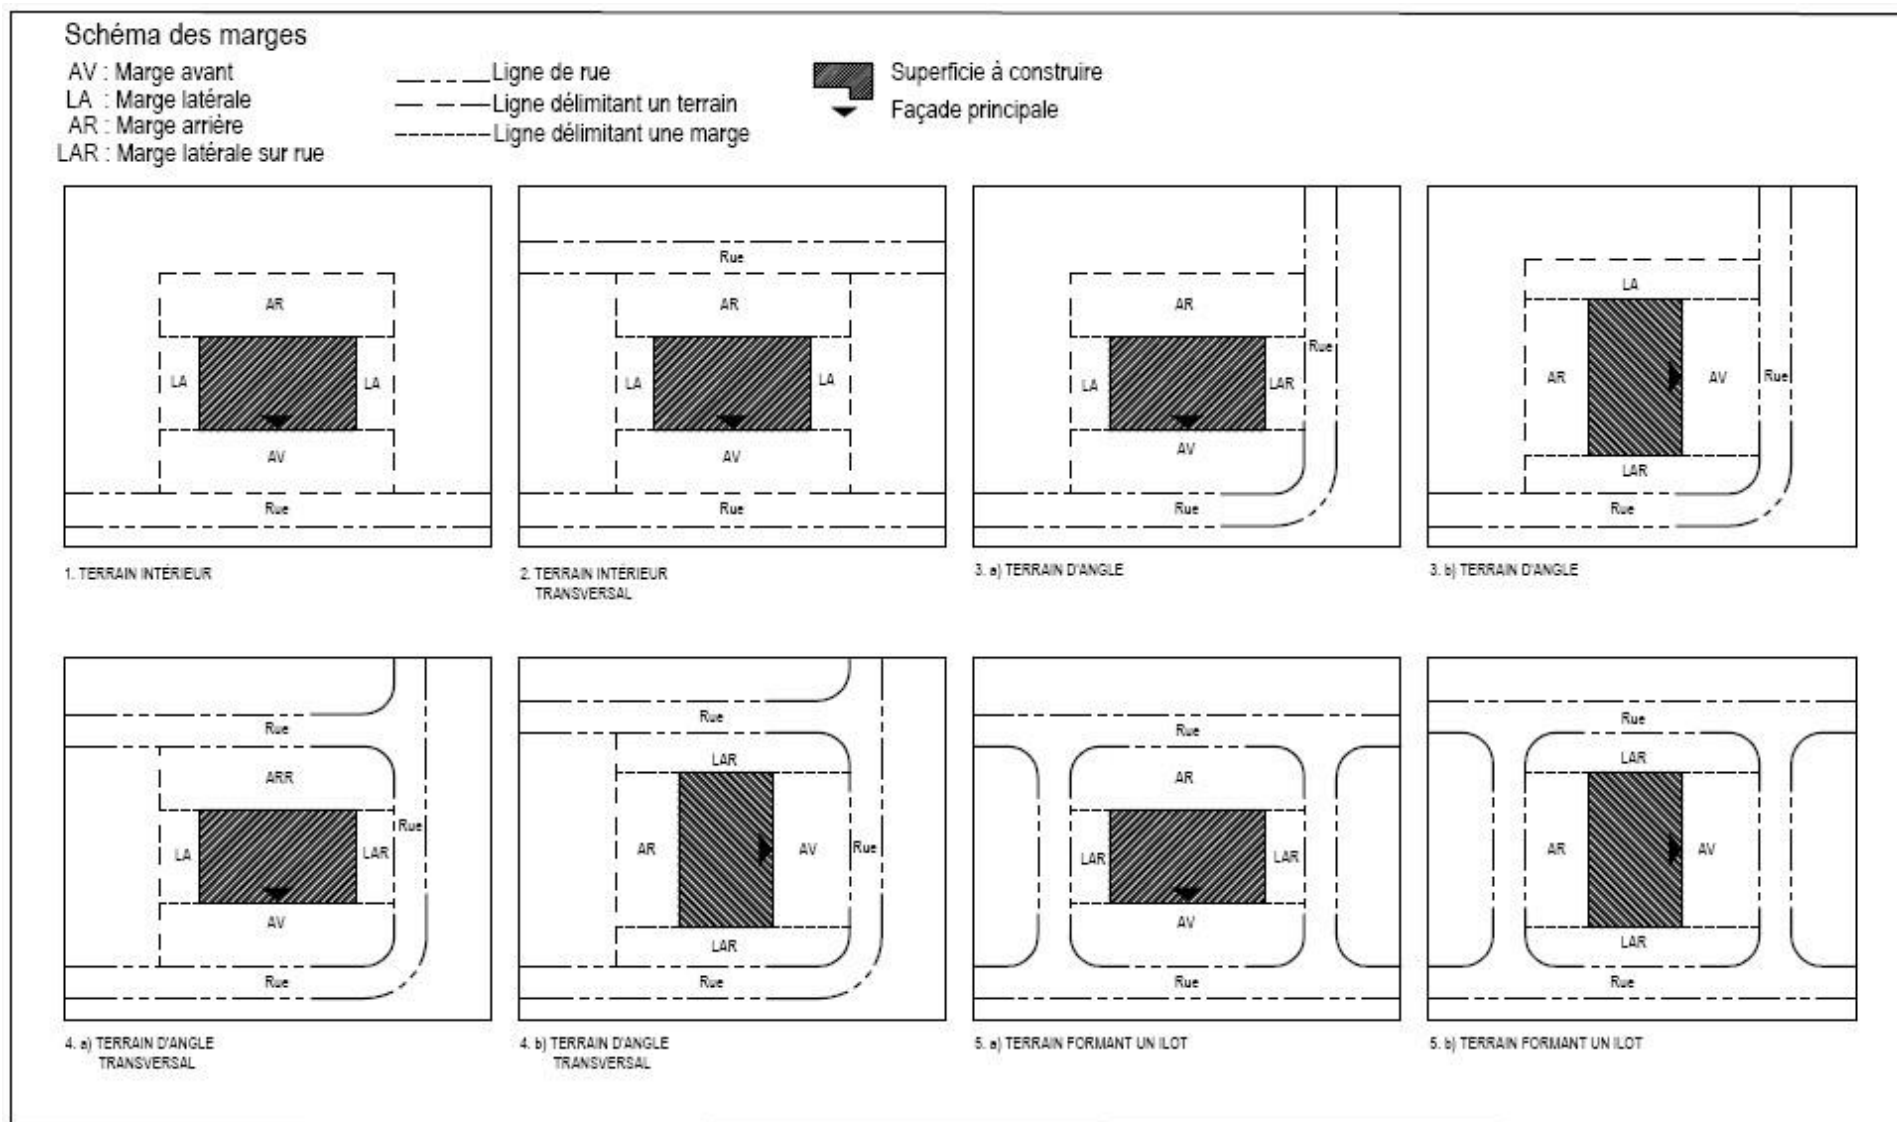 Schéma des marges
AV : Marge avant
LA : Marge latérale
AR : Marge arrière
LAR : Marge latérale sur rue
Ligne de rue
Ligne délimitant un terrain
Ligne délimitant une marge
Superficie à construire
Façade principale
AR
LA
LA
AV
Rue
1. TERRAIN INTÉRIEUR
Rue
AR
LA
LA
AV
Rue
2. TERRAIN INTÉRIEUR
TRANSVERSAL
AR
Rue
LA
LAR
AV
Rue
3. a) TERRAIN D'ANGLE
LA
AR
AV
Rue
LAR
Rue
3. b) TERRAIN D'ANGLE
Rue
ARR
Rue
LA
LAR
AV
Rue
4. a) TERRAIN D'ANGLE
TRANSVERSAL
Rue
LAR
AR
AV
Rue
LAR
Rue
4. b) TERRAIN D'ANGLE
TRANSVERSAL
Rue
AR
LAR
LAR
AV
Rue
5. a) TERRAIN FORMANT UN ILOT
Rue
LAR
AR
AV
LAR
Rue
5. b) TERRAIN FORMANT UN ILOT